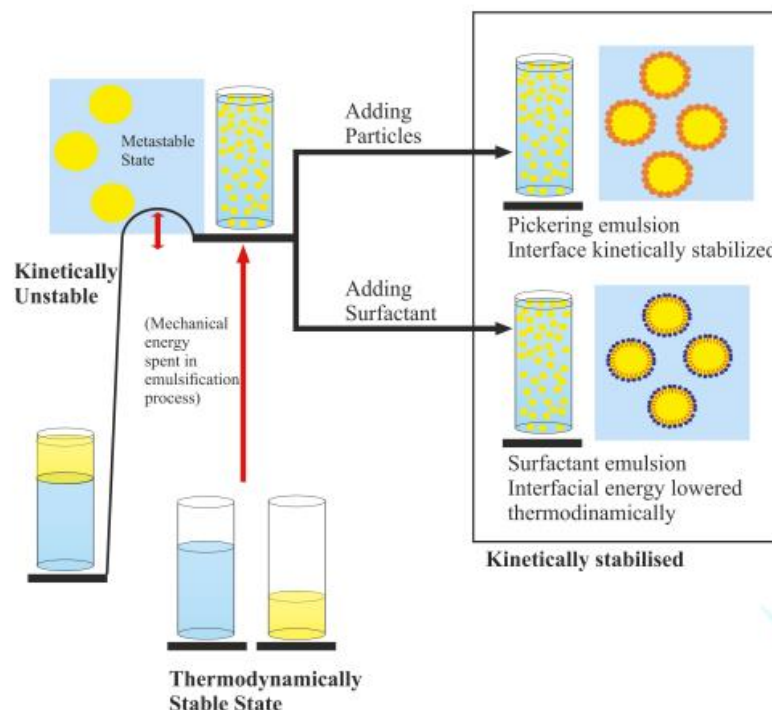 Metastable
State
Kinetically
Unstable
(Mechanical
energy
spent in
emulsification
process)
Thermodynamically
Stable State
Adding
Particles
Adding
Surfactant
Pickering emulsion
Interface kinetically stabilized
Surfactant emulsion
Interfacial energy lowered
thermodinamically
Kinetically stabilised